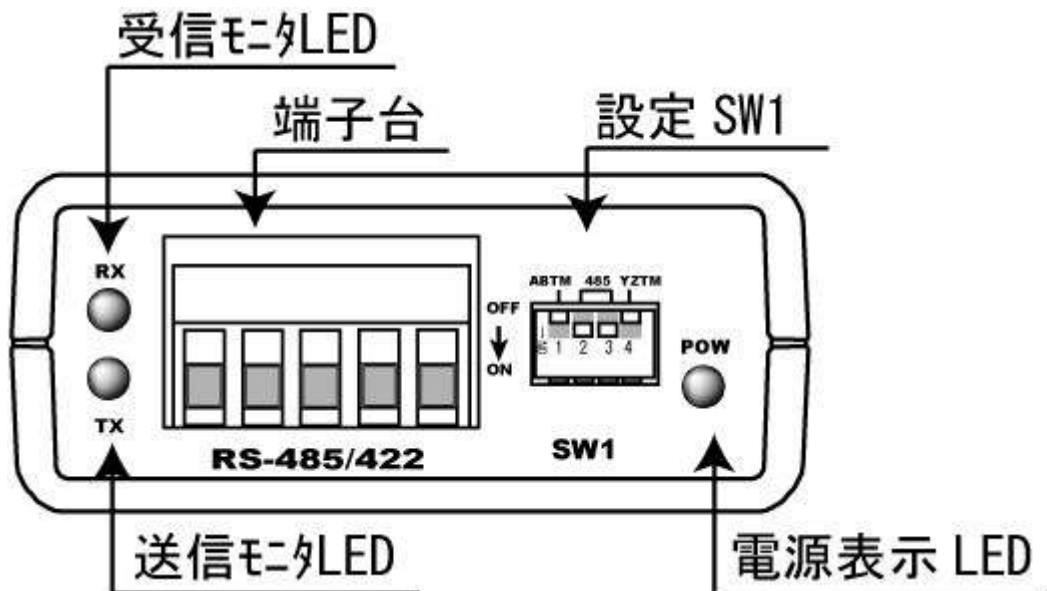 受信ﾓﾆﾀLED
端子台
設定 SW1
RX
ABTM 485 YZTM
OFF
ON
1 2 3 4
POW
TX
RS-485/422
SW1
送信ﾓﾆﾀLED
電源表示 LED